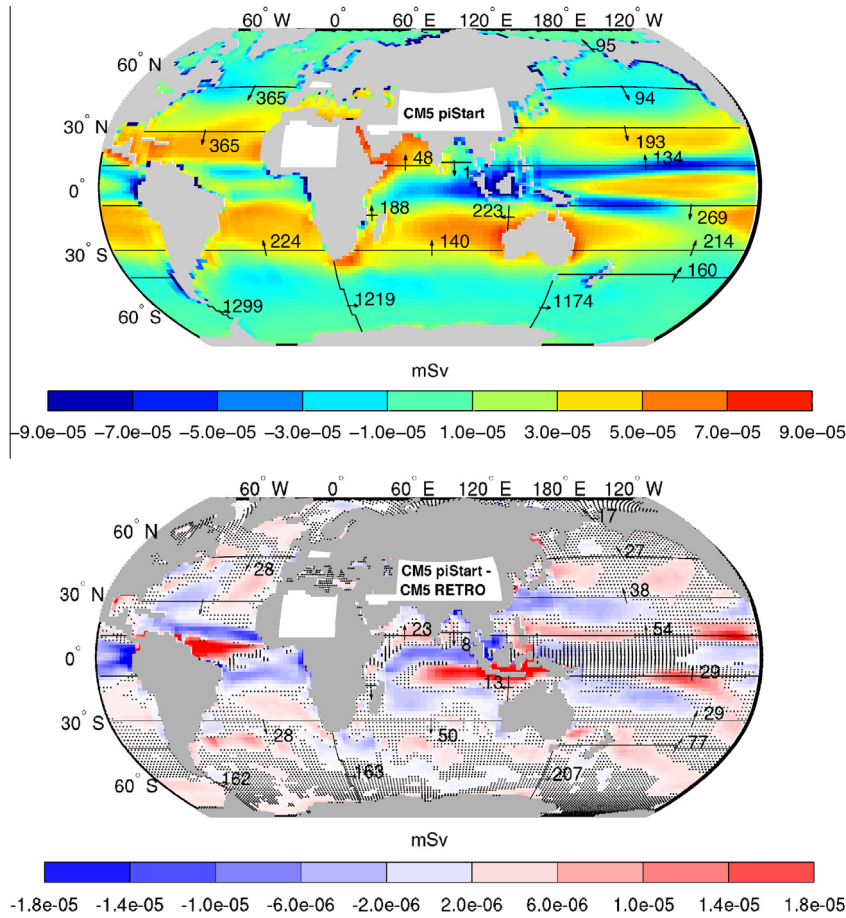 60° W 0° 60° E 120° E 180° E 120° W
95
60° N
365 94
CM5 piStart
30° N
365 193
48 134
1
0°
188 223 269
30° S
224 140 214
160
1299 1219 1174
60° S
mSv
−9.0e−05 −7.0e−05 −5.0e−05 −3.0e−05 −1.0e−05 1.0e−05 3.0e−05 5.0e−05 7.0e−05 9.0e−05
60° W 0° 60° E 120° E 180° E 120° W
17
60° N
28 27
CM5 piStart -
CM5 RETRO
30° N
38
23 54
8
0°
13 29
29
30° S
28 50 77
162 163 207
60° S
mSv
-1.8e-05 -1.4e-05 -1.0e-05 -6.0e-06 -2.0e-06 2.0e-06 6.0e-06 1.0e-05 1.4e-05 1.8e-05